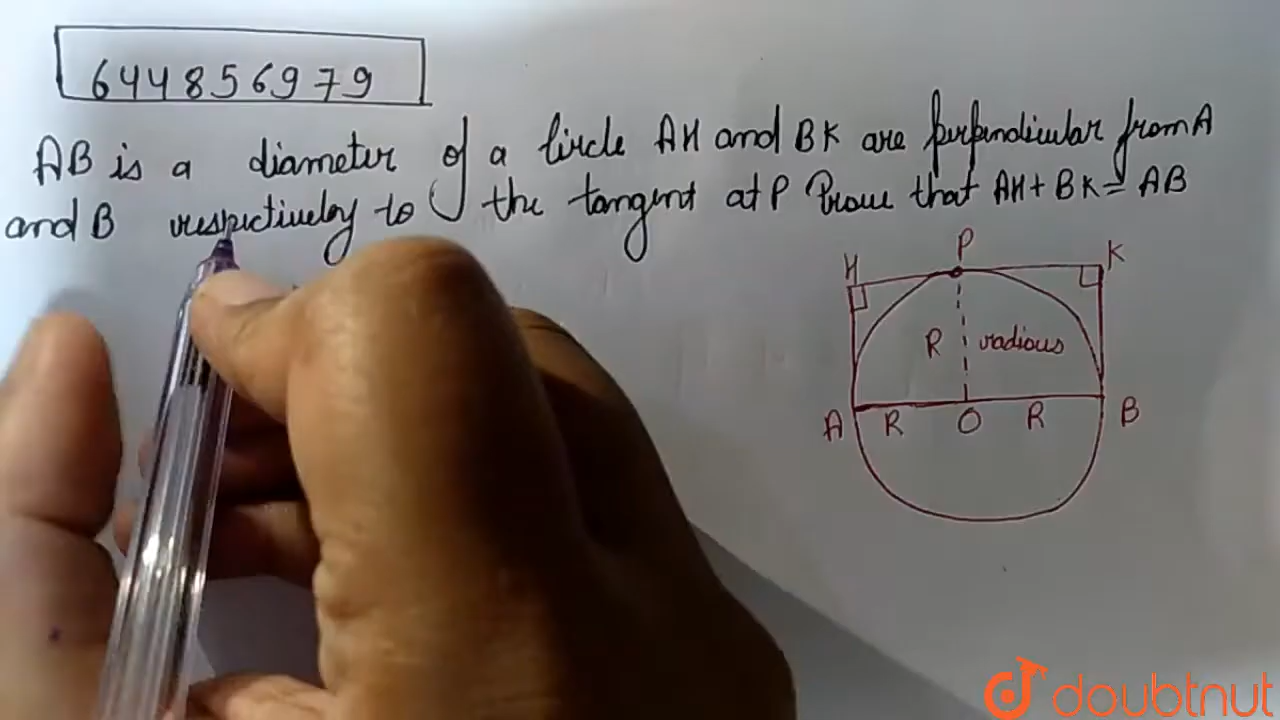 644856979
AB is a diameter of a Circle AH and BK are perpendicular from A
and B respectiveloy to the tangent at P Prove that AH + BK = AB
H P K
R radious
A R O R B
doubtnut